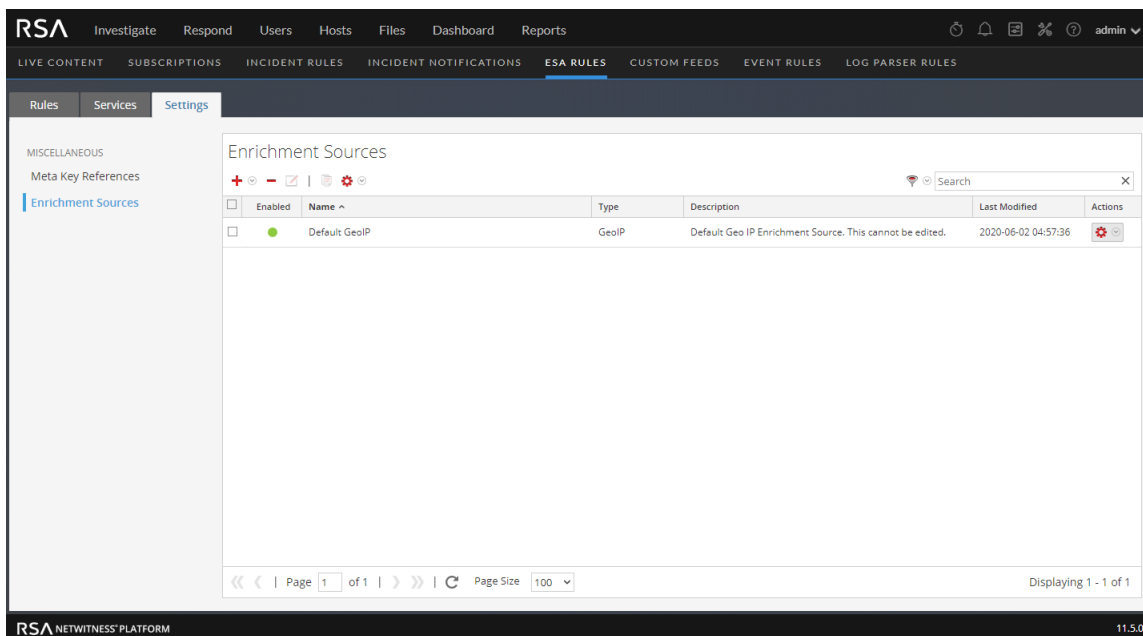 RSA Investigate Respond Users Hosts Files Dashboard Reports admin
LIVE CONTENT SUBSCRIPTIONS INCIDENT RULES INCIDENT NOTIFICATIONS ESA RULES CUSTOM FEEDS EVENT RULES LOG PARSER RULES
Rules Services Settings
MISCELLANEOUS
Meta Key References
Enrichment Sources
Enrichment Sources
Search
Enabled Name Type Description Last Modified Actions
Default GeoIP GeoIP Default Geo IP Enrichment Source. This cannot be edited. 2020-06-02 04:57:36
Page 1 of 1 Page Size 100 Displaying 1 - 1 of 1
RSA NETWITNESS® PLATFORM 11.5.0